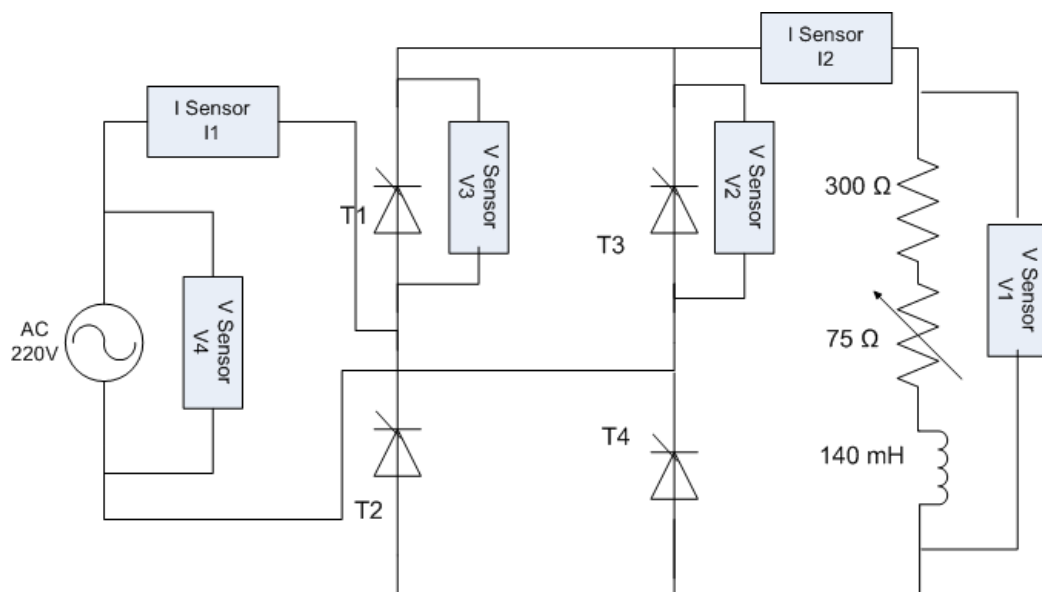 I Sensor
I1
I Sensor
I2
V Sensor
V3
V Sensor
V2
T1
T3
300 Ω
V Sensor
V1
AC
220V
V Sensor
V4
75 Ω
T2
T4
140 mH